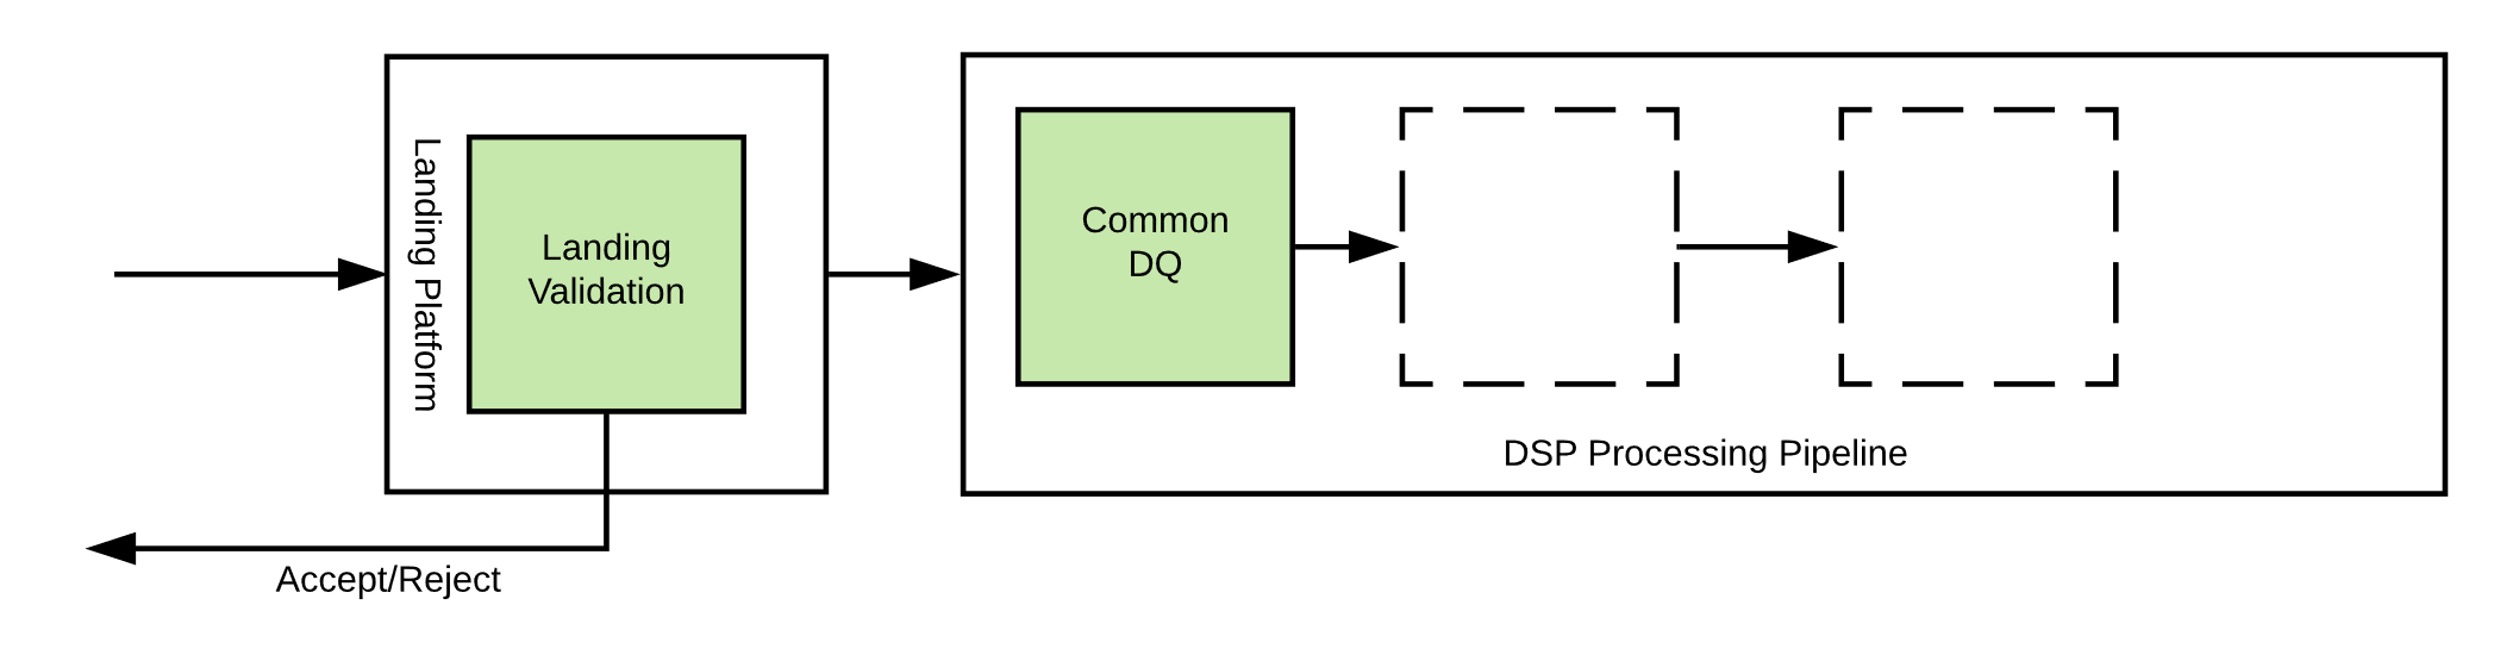 Landing Platform
Landing
Validation
Accept/Reject
Common
DQ
DSP Processing Pipeline